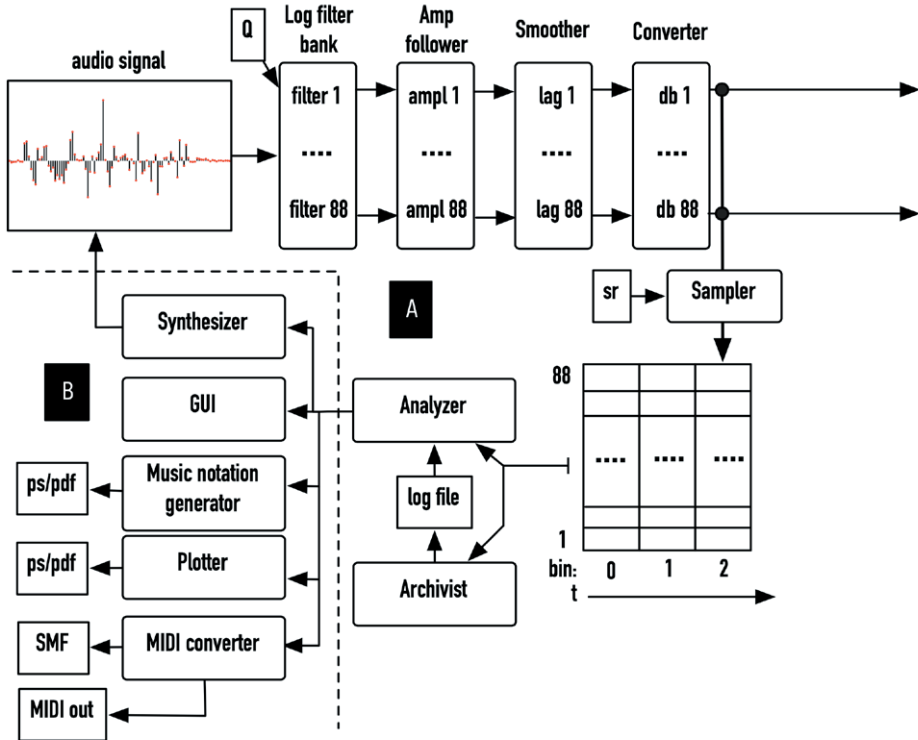 Q
Log filter
bank
Amp
follower
Smoother
Converter
audio signal
filter 1
ampl 1
lag 1
db 1
....
....
....
....
filter 88
ampl 88
lag 88
db 88
sr
Sampler
A
Synthesizer
B
GUI
Analyzer
88
....
....
....
Music notation
generator
ps/pdf
log file
1
Plotter
ps/pdf
Archivist
bin:
0
1
2
t
MIDI converter
SMF
MIDI out